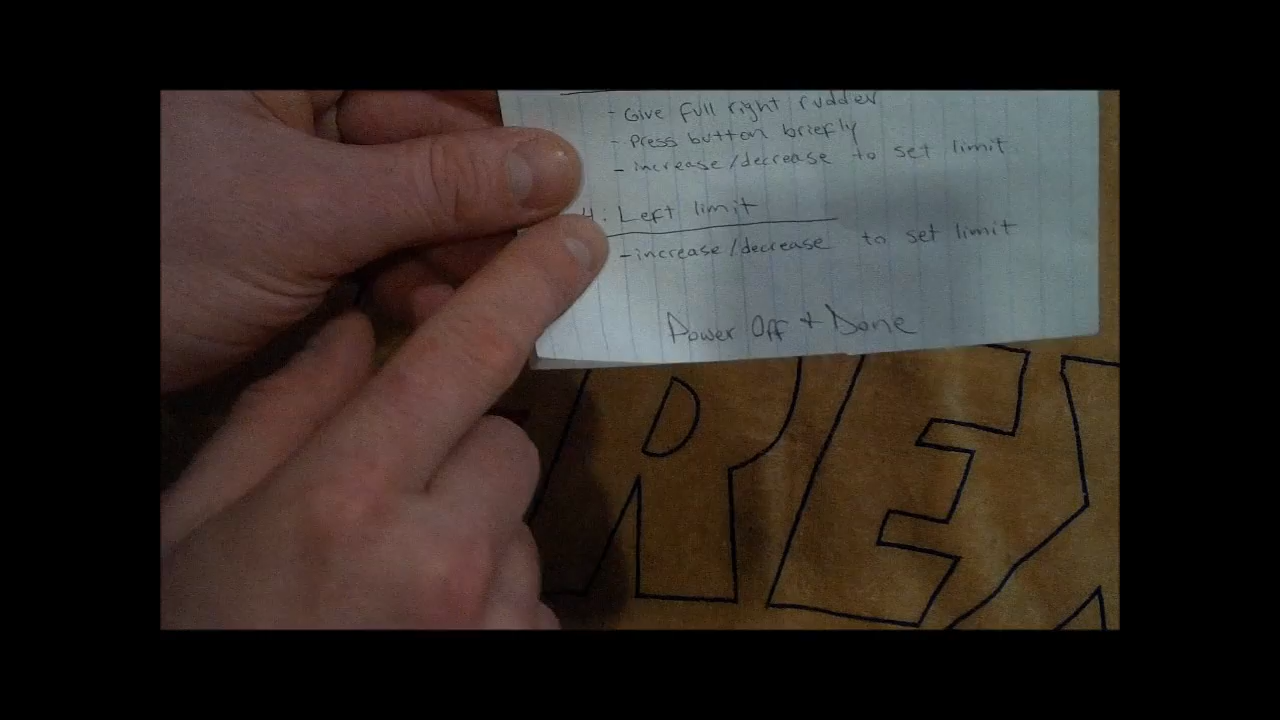 - Give full right rudder
- Press button briefly
- increase/decrease to set limit
4: Left limit
- increase/decrease to set limit
Power Off + Done
REX